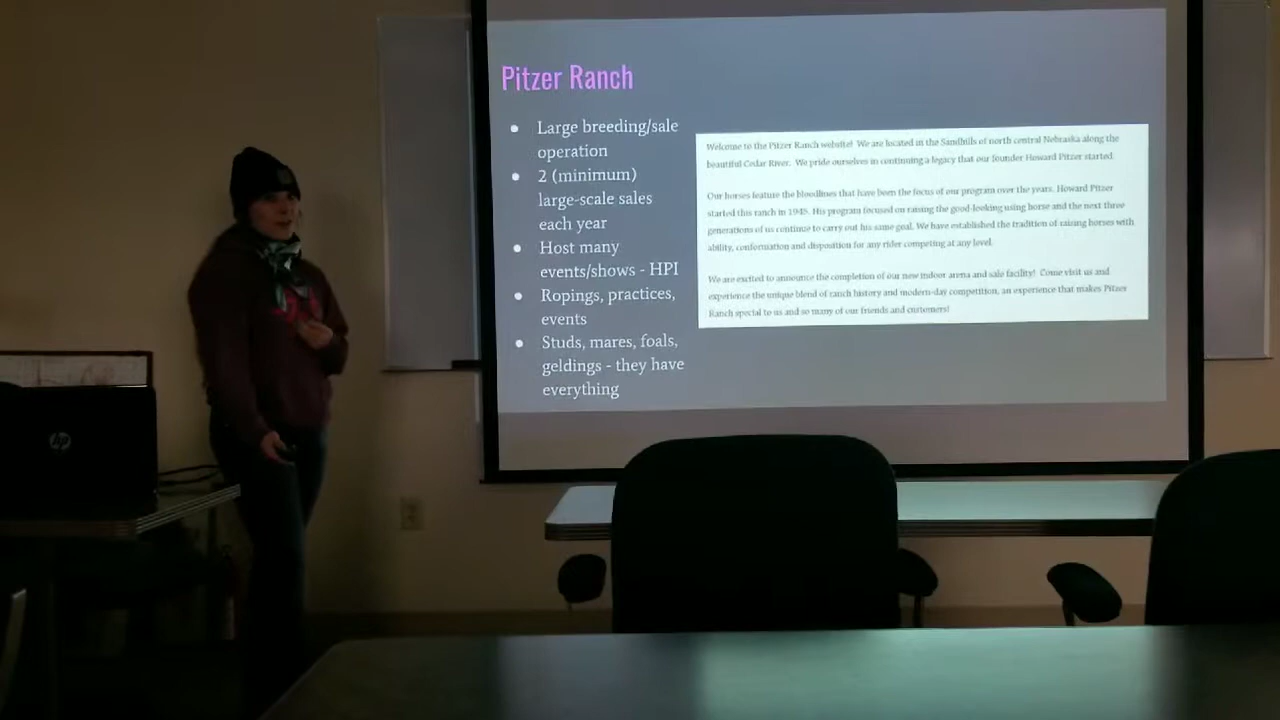 Pitzer Ranch
Large breeding/sale
operation
2 (minimum)
large-scale sales
each year
Host many
events/shows - HPI
Ropings, practices,
events
Studs, mares, foals,
geldings - they have
everything
Welcome to the Pitzer Ranch website! We are located in the Sandhills of north central Nebraska along the
beautiful Cedar River. We pride ourselves in continuing a legacy that our founder Howard Pitzer started.
Our horses feature the bloodlines that have been the focus of our program over the years. Howard Pitzer
started this ranch in 1945. His program focused on raising the good-looking using horse and the next three
generations of us continue to carry out his same goal. We have established the tradition of raising horses with
ability, conformation and disposition for any rider competing at any level.
We are excited to announce the completion of our new indoor arena and sale facility! Come visit us and
experience the unique blend of ranch history and modern-day competition, an experience that makes Pitzer
Ranch special to us and so many of our friends and customers!
hp